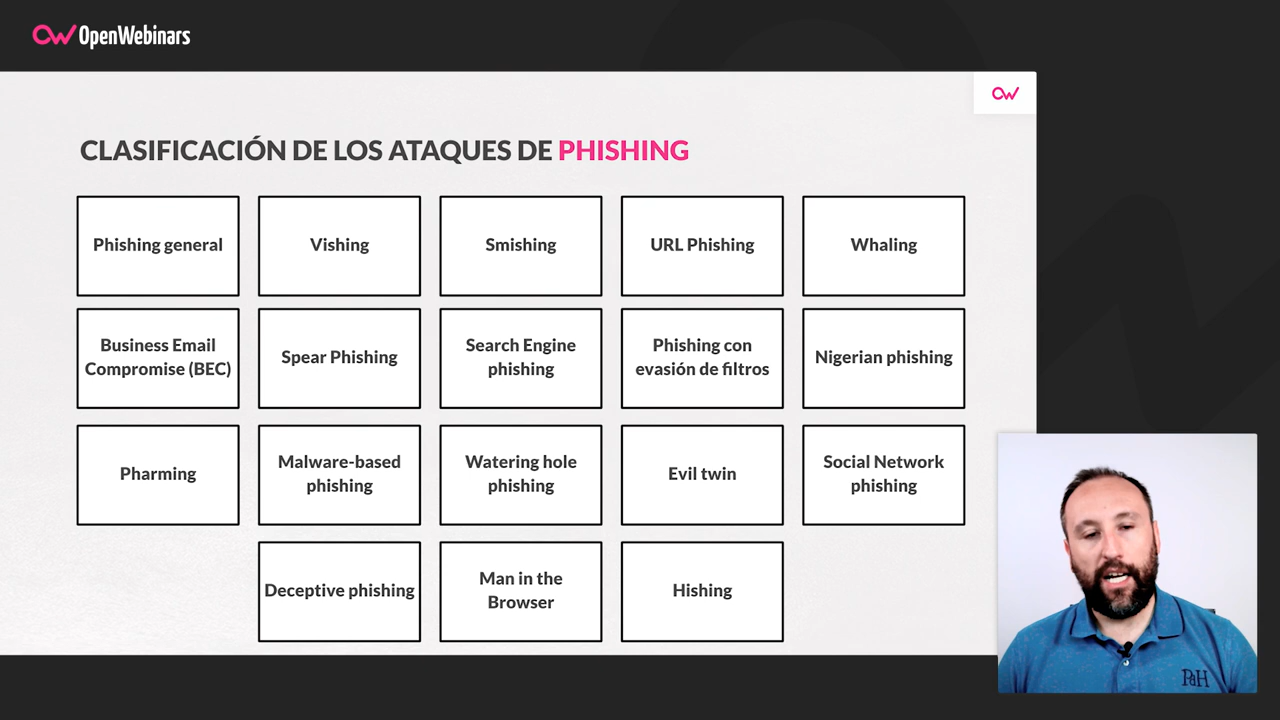 OpenWebinars
CLASIFICACIÓN DE LOS ATAQUES DE PHISHING
Phishing general
Vishing
Smishing
URL Phishing
Whaling
Business Email
Compromise (BEC)
Spear Phishing
Search Engine
phishing
Phishing con
evasión de filtros
Nigerian phishing
Pharming
Malware-based
phishing
Watering hole
phishing
Evil twin
Social Network
phishing
Deceptive phishing
Man in the
Browser
Hishing